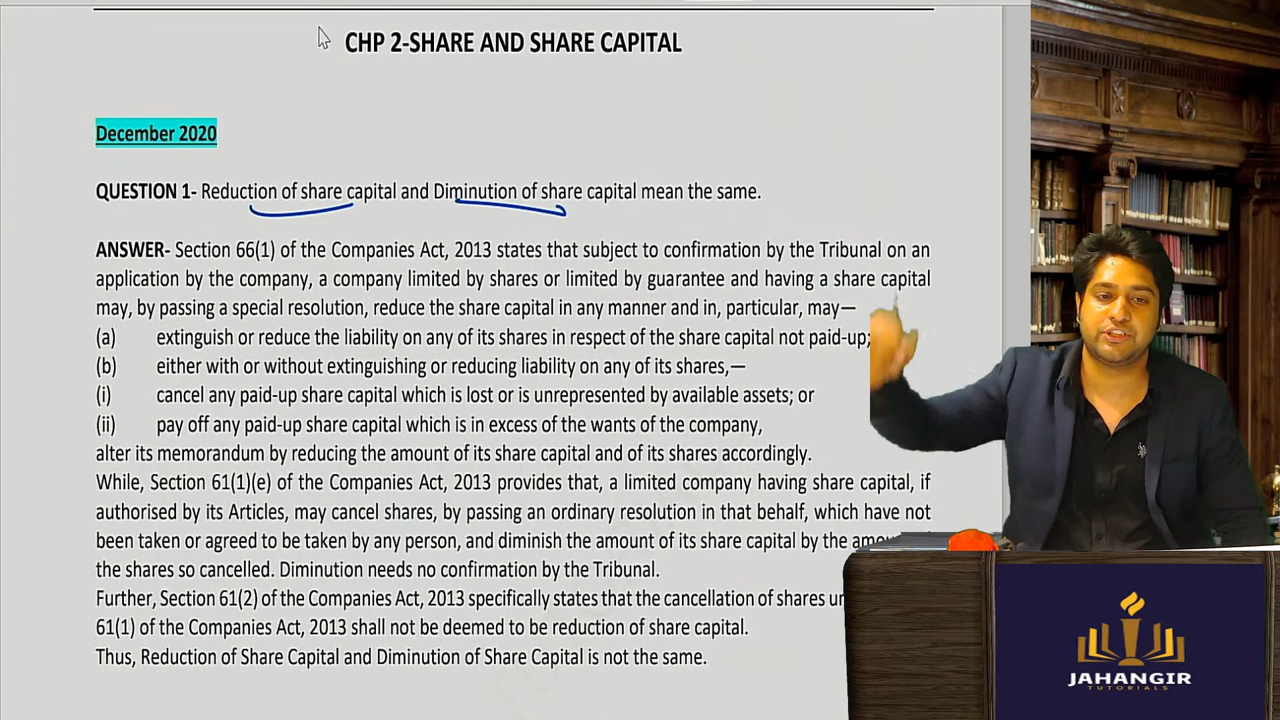 CHP 2-SHARE AND SHARE CAPITAL
December 2020
QUESTION 1- Reduction of share capital and Diminution of share capital mean the same.
ANSWER- Section 66(1) of the Companies Act, 2013 states that subject to confirmation by the Tribunal on an
application by the company, a company limited by shares or limited by guarantee and having a share capital
may, by passing a special resolution, reduce the share capital in any manner and in, particular, may—
(a) extinguish or reduce the liability on any of its shares in respect of the share capital not paid-up;
(b) either with or without extinguishing or reducing liability on any of its shares,—
(i) cancel any paid-up share capital which is lost or is unrepresented by available assets; or
(ii) pay off any paid-up share capital which is in excess of the wants of the company,
alter its memorandum by reducing the amount of its share capital and of its shares accordingly.
While, Section 61(1)(e) of the Companies Act, 2013 provides that, a limited company having share capital, if
authorised by its Articles, may cancel shares, by passing an ordinary resolution in that behalf, which have not
been taken or agreed to be taken by any person, and diminish the amount of its share capital by the
the shares so cancelled. Diminution needs no confirmation by the Tribunal.
Further, Section 61(2) of the Companies Act, 2013 specifically states that the cancellation of shares
61(1) of the Companies Act, 2013 shall not be deemed to be reduction of share capital.
Thus, Reduction of Share Capital and Diminution of Share Capital is not the same.
JAHANGIR
TUTORIALS